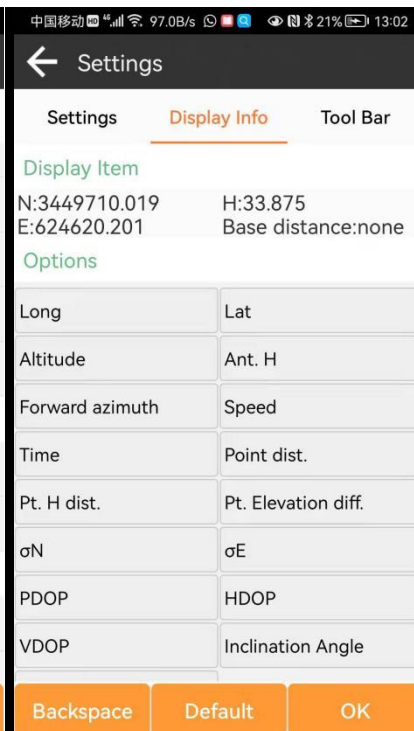 中国移动 HD 97.0B/s 21% 13:02
Settings
Settings Display Info Tool Bar
Display Item
N:3449710.019 H:33.875
E:624620.201 Base distance:none
Options
Long Lat
Altitude Ant. H
Forward azimuth Speed
Time Point dist.
Pt. H dist. Pt. Elevation diff.
σN σE
PDOP HDOP
VDOP Inclination Angle
Backspace Default OK